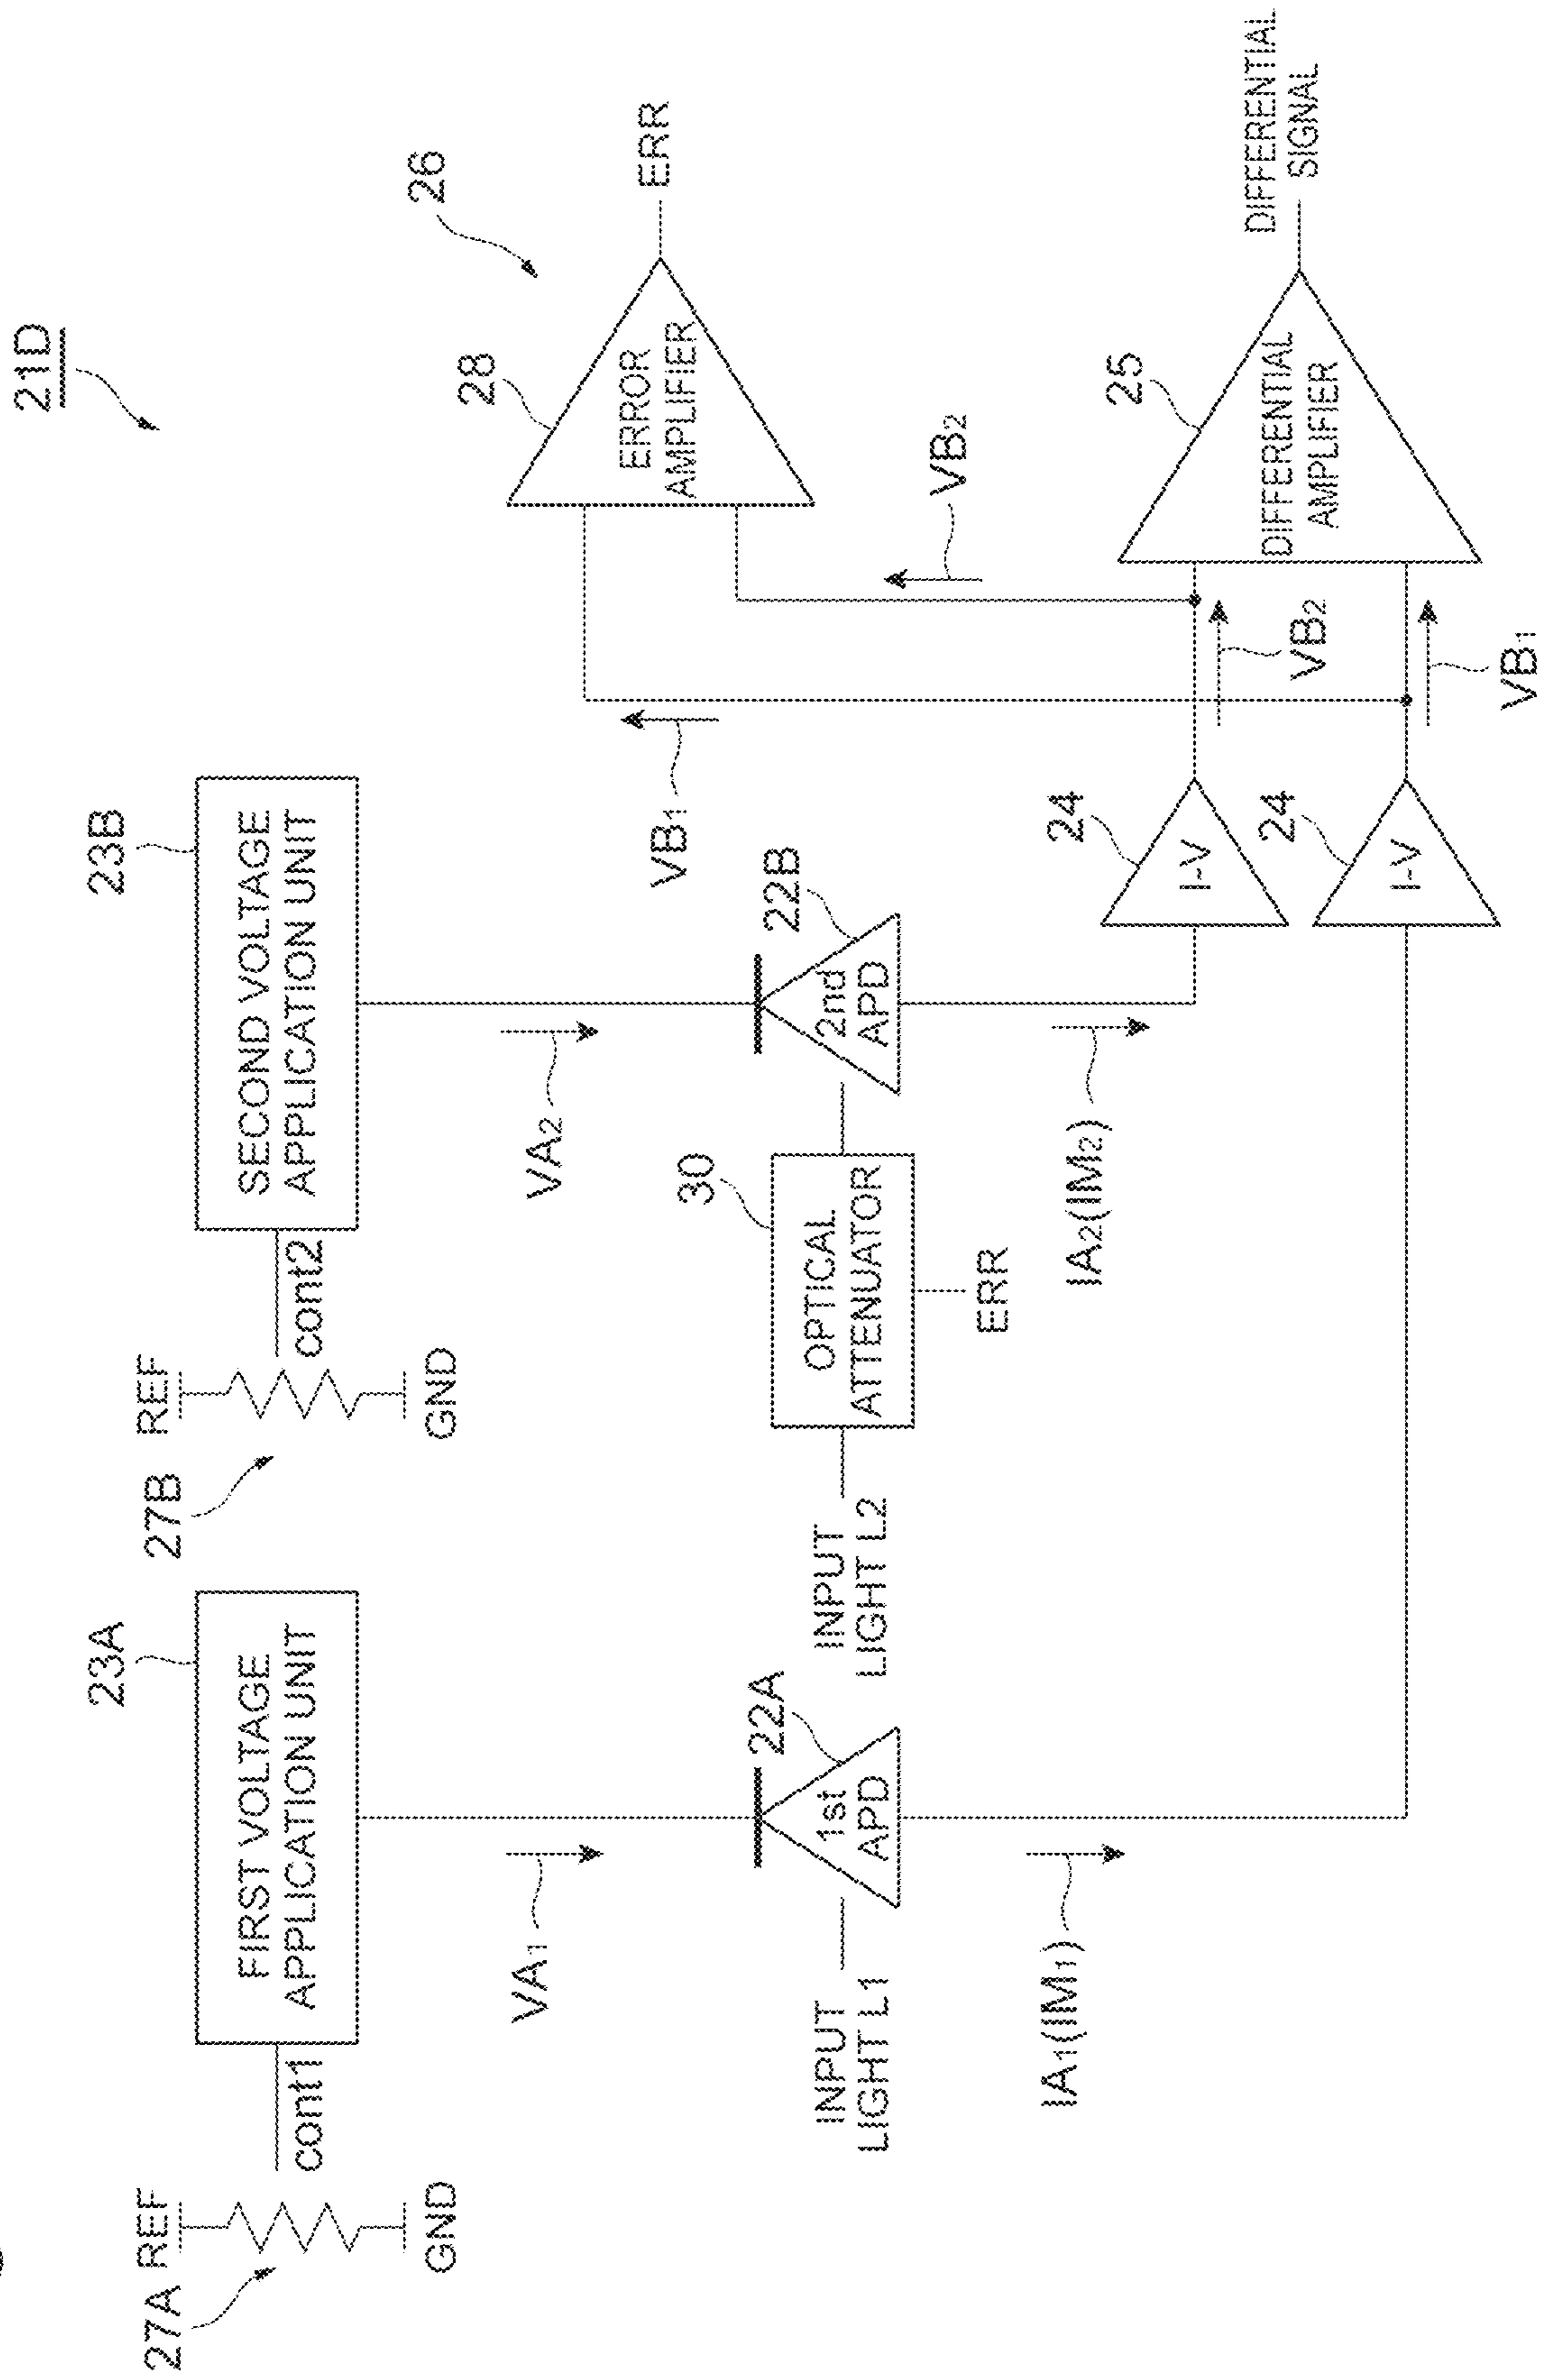 21D
27A
REF
GND
cont1
23A
FIRST VOLTAGE
APPLICATION UNIT
27B
REF
GND
cont2
23B
SECOND VOLTAGE
APPLICATION UNIT
VA1
VA2
INPUT
LIGHT L1
22A
1st
APD
INPUT
LIGHT L2
30
OPTICAL
ATTENUATOR
ERR
22B
2nd
APD
IA1(IM1)
IA2(IM2)
24
I-V
24
I-V
VB1
VB2
VB2
VB1
26
28
ERROR
AMPLIFIER
ERR
25
DIFFERENTIAL
AMPLIFIER
DIFFERENTIAL
SIGNAL